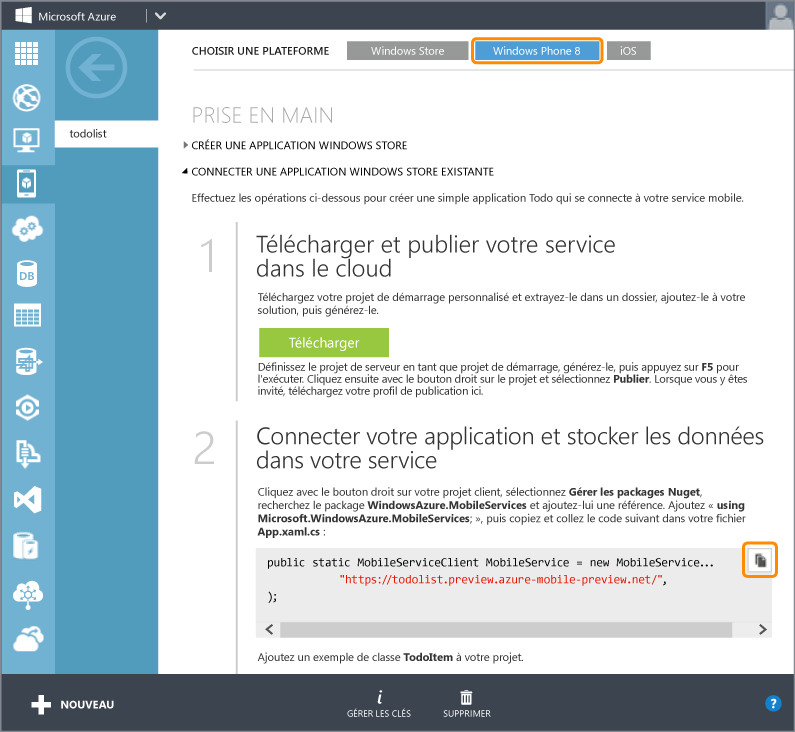 Microsoft Azure
CHOISIR UNE PLATEFORME
Windows Store
Windows Phone 8
iOS
PRISE EN MAIN
todolist
CRÉER UNE APPLICATION WINDOWS STORE
CONNECTER UNE APPLICATION WINDOWS STORE EXISTANTE
Effectuez les opérations ci-dessous pour créer une simple application Todo qui se connecte à votre service mobile.
1
Télécharger et publier votre service
dans le cloud
Téléchargez votre projet de démarrage personnalisé et extrayez-le dans un dossier, ajoutez-le à votre
solution, puis générez-le.
Télécharger
Définissez le projet de serveur en tant que projet de démarrage, générez-le, puis appuyez sur F5 pour
l'exécuter. Cliquez ensuite avec le bouton droit sur le projet et sélectionnez Publier. Lorsque vous y êtes
invité, téléchargez votre profil de publication ici.
2
Connecter votre application et stocker les données
dans votre service
Cliquez avec le bouton droit sur votre projet client, sélectionnez Gérer les packages Nuget,
recherchez le package WindowsAzure.MobileServices et ajoutez-lui une référence. Ajoutez « using
Microsoft.WindowsAzure.MobileServices; », puis copiez et collez le code suivant dans votre fichier
App.xaml.cs :
public static MobileServiceClient MobileService = new MobileService...
"https://todolist.preview.azure-mobile-preview.net/",
);
Ajoutez un exemple de classe TodoItem à votre projet.
DB
NOUVEAU
GÉRER LES CLÉS
SUPPRIMER
?